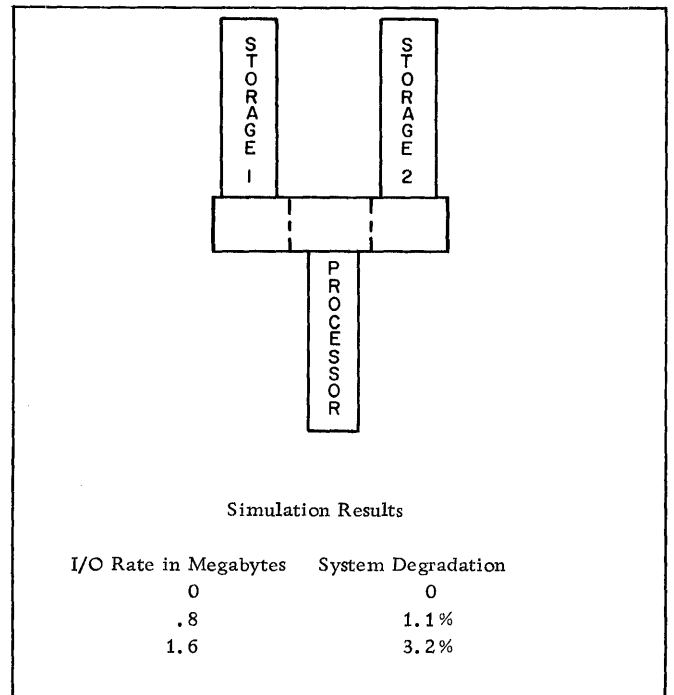 STORAGE 1
STORAGE 2
PROCESSOR
Simulation Results
I/O Rate in Megabytes System Degradation
0 0
.8 1.1%
1.6 3.2%